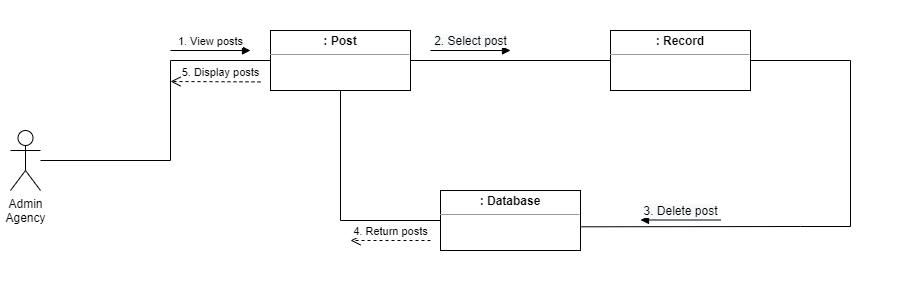 1. View posts
: Post
2. Select post
: Record
5. Display posts
Admin
Agency
: Database
3. Delete post
4. Return posts